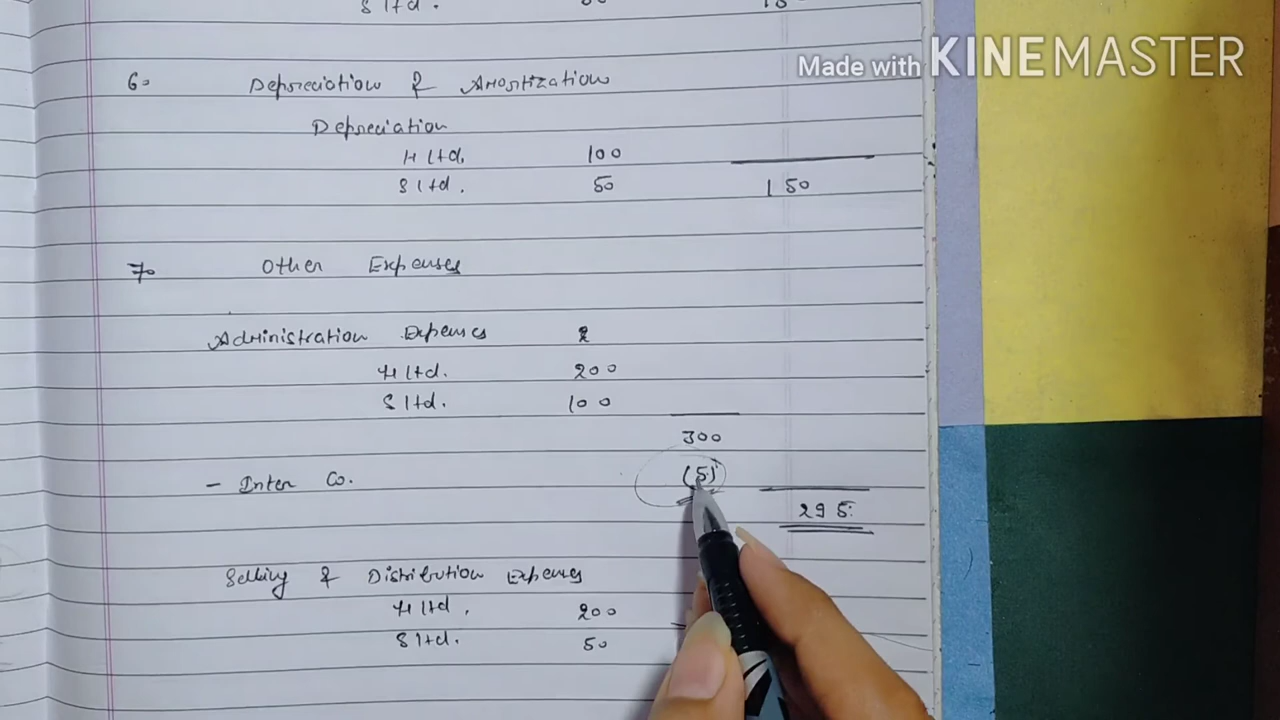 S ltd.
Made with KINEMASTER
6. Depreciation & Amortization
Depreciation
H ltd. 100
S ltd. 50 150
7. Other Expenses
Administration Expenses &
H ltd. 200
S ltd. 100
300
- Inter Co. (5)
295
Selling & Distribution Expenses
H ltd. 200
S ltd. 50